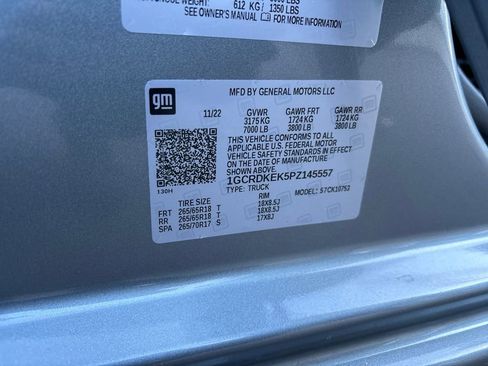 612 KG / 1350 LBS
SEE OWNER'S MANUAL FOR MORE INFORMATION
gm
MFD BY GENERAL MOTORS LLC
11/22 GVWR GAWR FRT GAWR RR
3175 KG 1724 KG 1724 KG
7000 LB 3800 LB 3800 LB
THIS VEHICLE CONFORMS TO ALL
APPLICABLE U.S. FEDERAL MOTOR
VEHICLE SAFETY AND THEFT
PREVENTION STANDARDS IN EFFECT ON
THE DATE OF MANUFACTURE SHOWN ABOVE.
1GCRDKEK5PZ145557
TYPE: TRUCK MODEL: S7CK10753
130H
TIRE SIZE RIM
FRT 265/65R18 T 18X8.5J
RR 265/65R18 T 18X8.5J
SPA 265/70R17 S 17X8J